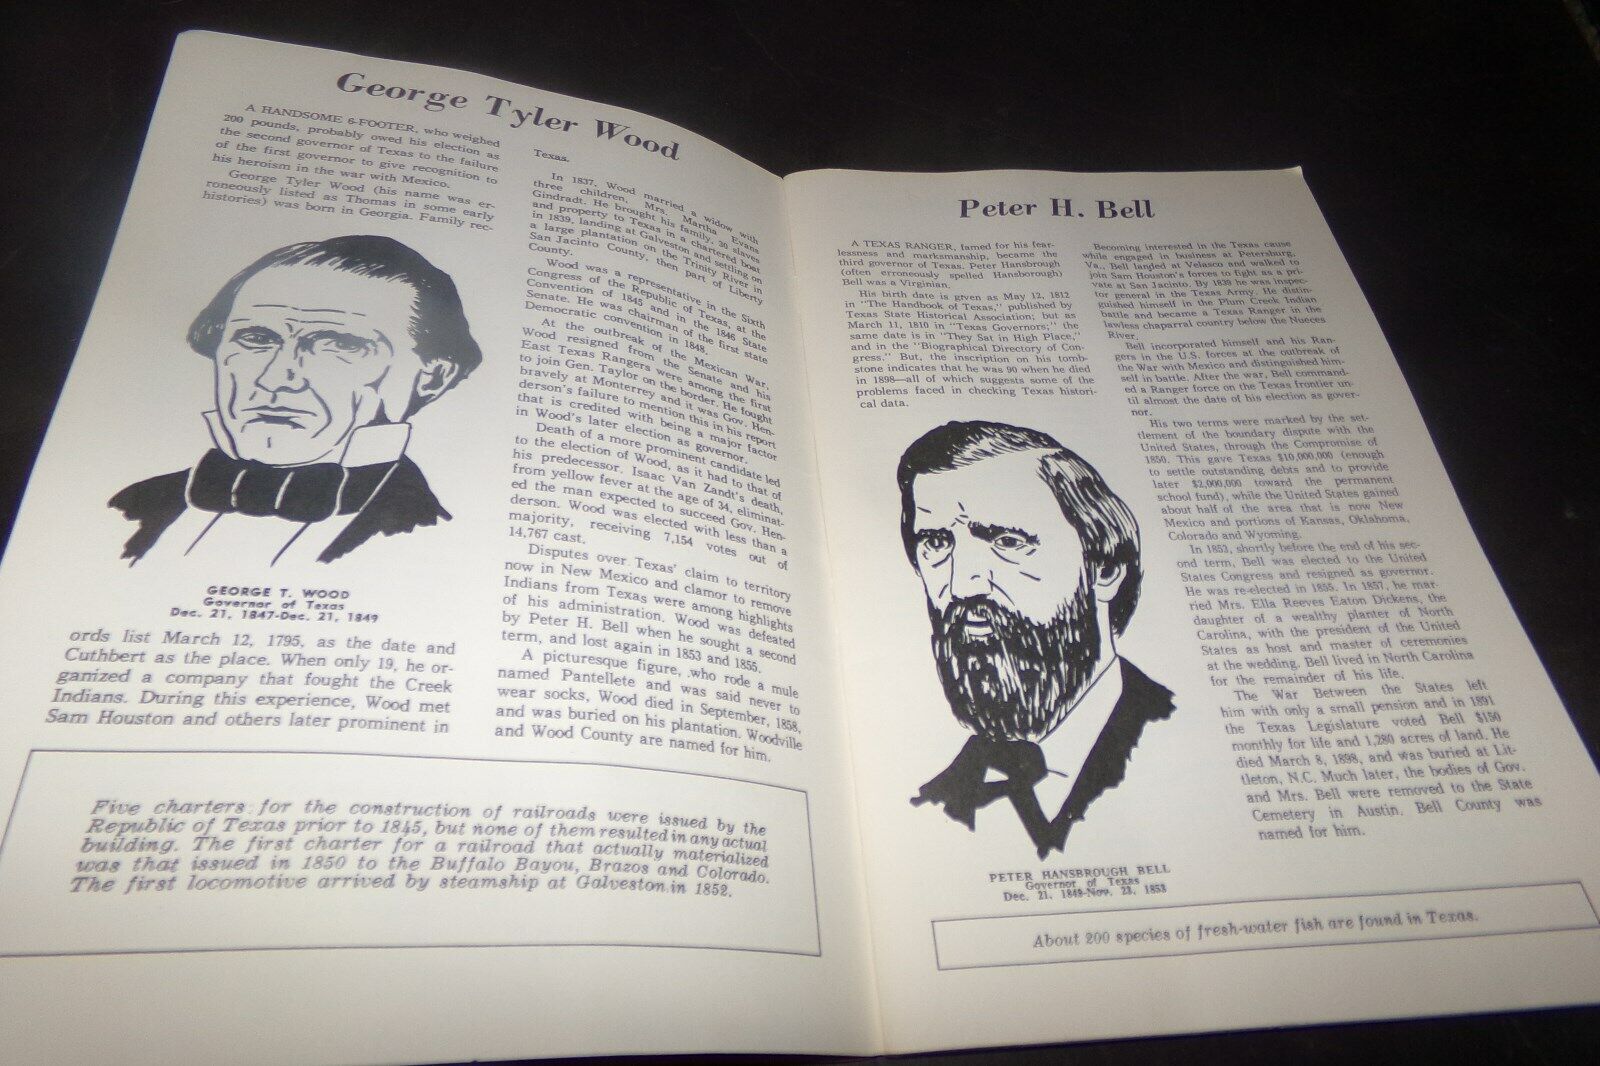 George Tyler Wood
A HANDSOME 6-FOOTER, who weighed
200 pounds, probably owed his election as
the second governor of Texas to the failure
of the first governor to give recognition to
his heroism in the war with Mexico.
George Tyler Wood (his name was er-
roneously listed as Thomas in some early
histories) was born in Georgia. Family rec-
GEORGE T. WOOD
Governor of Texas
Dec. 21, 1847-Dec. 21, 1849
ords list March 12, 1795, as the date and
Cuthbert as the place. When only 19, he or-
ganized a company that fought the Creek
Indians. During this experience, Wood met
Sam Houston and others later prominent in
Texas.
In 1837, Wood married a widow with
three children, Mrs. Martha Evans
Gindratt. He brought his family, 30 slaves
and property to Texas in a chartered boat
in 1839, landing at Galveston and settling on
a large plantation on the Trinity River in
San Jacinto County, then part of Liberty
County.
Wood was a representative in the Sixth
Congress of the Republic of Texas, at the
Convention of 1845 and in the 1846 State
Senate. He was chairman of the first state
Democratic convention in 1848.
At the outbreak of the Mexican War,
Wood resigned from the Senate and his
East Texas Rangers were among the first
to join Gen. Taylor on the border. He fought
bravely at Monterrey and it was Gov. Hen-
derson's failure to mention this in his report
that is credited with being a major factor
in Wood's later election as governor.
Death of a more prominent candidate led
to the election of Wood, as it had to that of
his predecessor. Isaac Van Zandt's death,
from yellow fever at the age of 34, eliminat-
ed the man expected to succeed Gov. Hen-
derson. Wood was elected with less than a
majority, receiving 7,154 votes out of
14,767 cast.
Disputes over Texas' claim to territory
now in New Mexico and clamor to remove
Indians from Texas were among highlights
of his administration. Wood was defeated
by Peter H. Bell when he sought a second
term, and lost again in 1853 and 1855.
A picturesque figure, who rode a mule
named Pantellete and was said never to
wear socks, Wood died in September, 1858,
and was buried on his plantation. Woodville
and Wood County are named for him.
Five charters for the construction of railroads were issued by the
Republic of Texas prior to 1845, but none of them resulted in any actual
building. The first charter for a railroad that actually materialized
was that issued in 1850 to the Buffalo Bayou, Brazos and Colorado.
The first locomotive arrived by steamship at Galveston in 1852.
Peter H. Bell
A TEXAS RANGER, famed for his fear-
lessness and marksmanship, became the
third governor of Texas. Peter Hansbrough
(often erroneously spelled Hansborough)
Bell was a Virginian.
His birth date is given as May 12, 1812
in "The Handbook of Texas," published by
Texas State Historical Association; but as
March 11, 1810 in "Texas Governors;" the
same date is in "They Sat in High Place,"
and in the "Biographical Directory of Con-
gress." But, the inscription on his tomb-
stone indicates that he was 90 when he died
in 1898—all of which suggests some of the
problems faced in checking Texas histori-
cal data.
PETER HANSBROUGH BELL
Governor of Texas
Dec. 21, 1849-Nov. 23, 1853
Becoming interested in the Texas cause
while engaged in business at Petersburg,
Va., Bell landed at Velasco and walked to
join Sam Houston's forces to fight as a pri-
vate at San Jacinto. By 1839 he was inspec-
tor general in the Texas Army. He distin-
guished himself in the Plum Creek Indian
battle and became a Texas Ranger in the
lawless chaparral country below the Nueces
River.
Bell incorporated himself and his Ran-
gers in the U.S. forces at the outbreak of
the War with Mexico and distinguished him-
self in battle. After the war, Bell command-
ed a Ranger force on the Texas frontier un-
til almost the date of his election as gover-
nor.
His two terms were marked by the set-
tlement of the boundary dispute with the
United States, through the Compromise of
1850. This gave Texas $10,000,000 (enough
to settle outstanding debts and to provide
later $2,000,000 toward the permanent
school fund), while the United States gained
about half of the area that is now New
Mexico and portions of Kansas, Oklahoma,
Colorado and Wyoming.
In 1853, shortly before the end of his sec-
ond term, Bell was elected to the United
States Congress and resigned as governor.
He was re-elected in 1855. In 1857, he mar-
ried Mrs. Ella Reeves Eaton Dickens, the
daughter of a wealthy planter of North
Carolina, with the president of the United
States as host and master of ceremonies
at the wedding. Bell lived in North Carolina
for the remainder of his life.
The War Between the States left
him with only a small pension and in 1891
the Texas Legislature voted Bell $150
monthly for life and 1,280 acres of land. He
died March 8, 1898, and was buried at Lit-
tleton, N.C. Much later, the bodies of Gov.
and Mrs. Bell were removed to the State
Cemetery in Austin. Bell County was
named for him.
About 200 species of fresh-water fish are found in Texas.